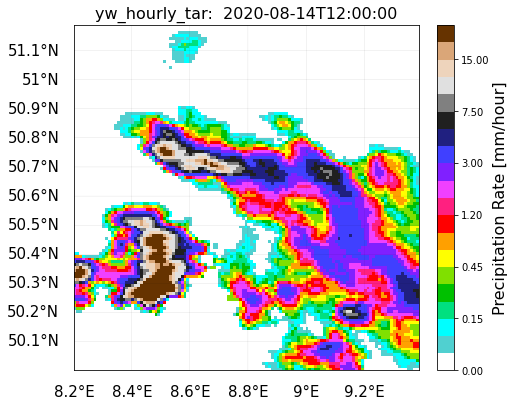 yw_hourly_tar:  2020-08-14T12:00:00
51.1°N
51°N
50.9°N
50.8°N
50.7°N
50.6°N
50.5°N
50.4°N
50.3°N
50.2°N
50.1°N
8.2°E
8.4°E
8.6°E
8.8°E
9°E
9.2°E
15.00
7.50
3.00
1.20
0.45
0.15
0.00
Precipitation Rate [mm/hour]